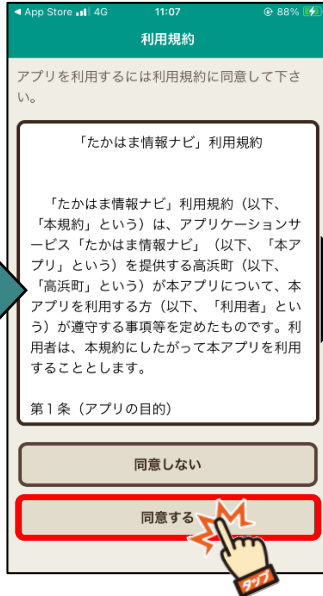 ◀ App Store 4G 11:07 88%
利用規約
アプリを利用するには利用規約に同意して下さ
い。
「たかはま情報ナビ」利用規約
「たかはま情報ナビ」利用規約（以下、
「本規約」という）は、アプリケーションサ
ービス「たかはま情報ナビ」（以下、「本ア
プリ」という）を提供する高浜町（以下、
「高浜町」という）が本アプリについて、本
アプリを利用する方（以下、「利用者」とい
う）が遵守する事項等を定めたものです。利
用者は、本規約にしたがって本アプリを利用
することとします。
第１条（アプリの目的）
同意しない
同意する
タップ